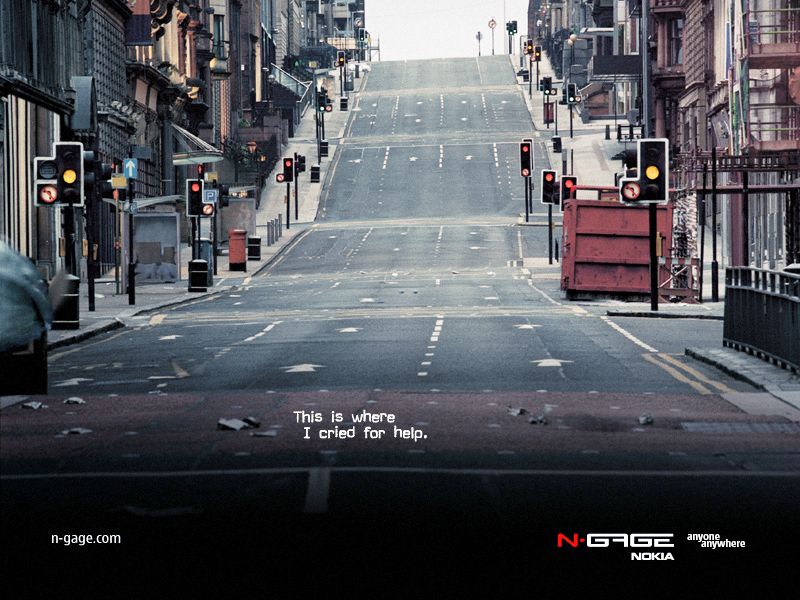 This is where
I cried for help.
n-gage.com
N-GAGE
NOKIA
anyone
anywhere